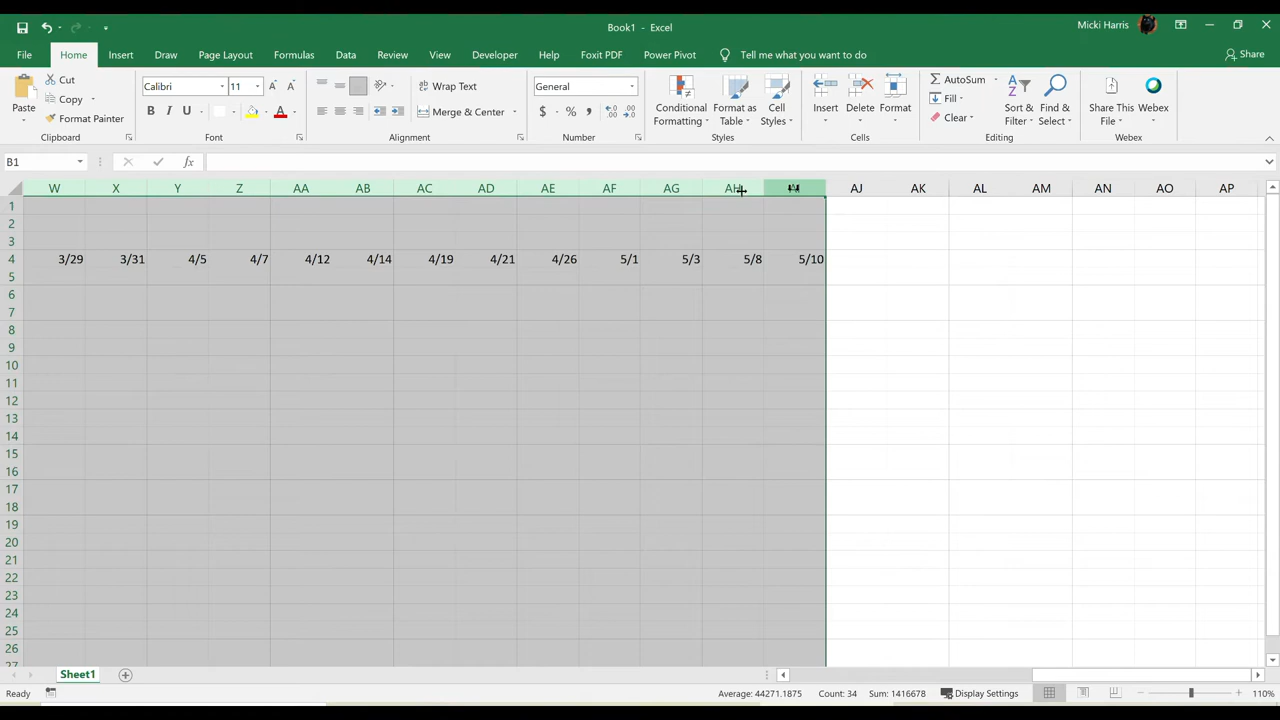 Book1 - Excel
Micki Harris
File Home Insert Draw Page Layout Formulas Data Review View Developer Help Foxit PDF Power Pivot Tell me what you want to do Share
Paste
Cut
Copy
Format Painter
Clipboard
Calibri 11
B I U
Font
Wrap Text
Merge & Center
Alignment
General
$ % ,
Number
Conditional Formatting
Format as Table
Cell Styles
Styles
Insert
Delete
Format
Cells
AutoSum
Fill
Clear
Sort & Filter
Find & Select
Editing
Share This File
Webex
Webex
B1 fx
W X Y Z AA AB AC AD AE AF AG AH AJ AK AL AM AN AO AP
1
2
3
4 3/29 3/31 4/5 4/7 4/12 4/14 4/19 4/21 4/26 5/1 5/3 5/8 5/10
5
6
7
8
9
10
11
12
13
14
15
16
17
18
19
20
21
22
23
24
25
26
27
Sheet1
Ready Average: 44271.1875 Count: 34 Sum: 1416678 Display Settings 110%